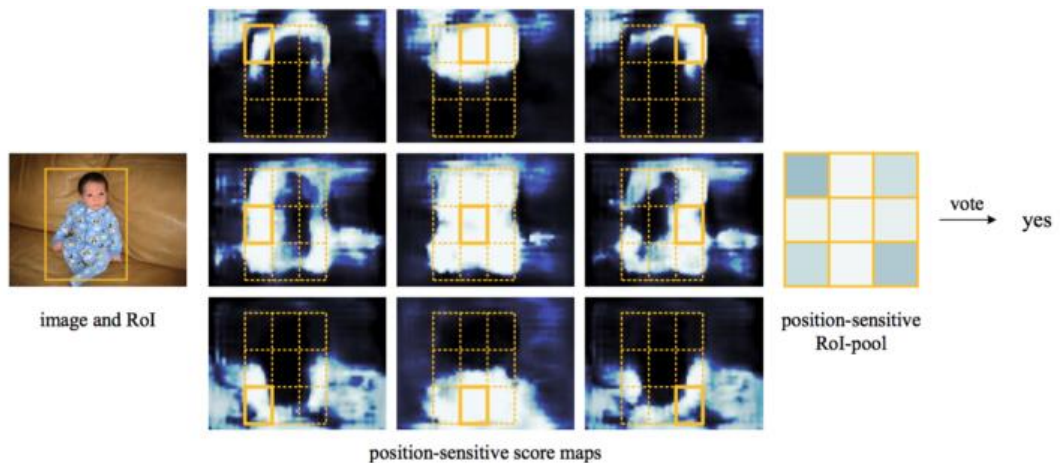 vote
yes
image and RoI
position-sensitive
RoI-pool
position-sensitive score maps